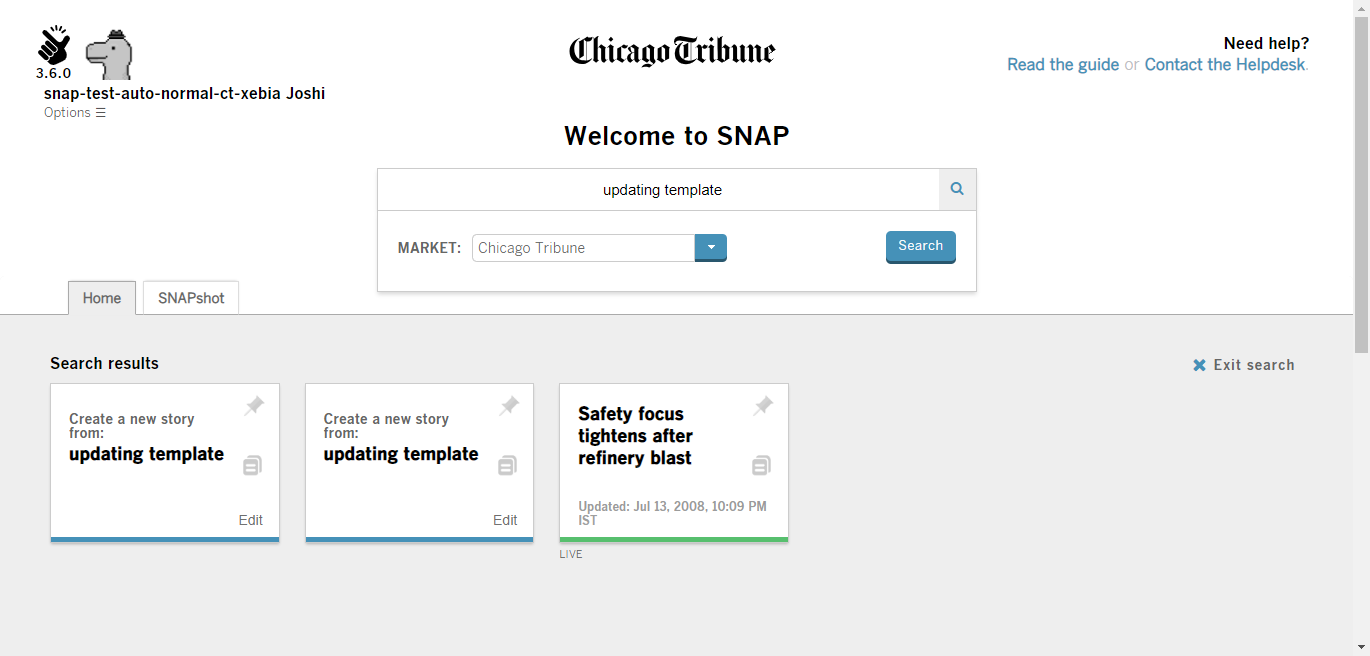 3.6.0
snap-test-auto-normal-ct-xebia Joshi
Options ☰
Chicago Tribune
Need help?
Read the guide or Contact the Helpdesk.
Welcome to SNAP
updating template
MARKET: Chicago Tribune Search
Home SNAPshot
Search results
Exit search
Create a new story
from:
updating template
Edit
Create a new story
from:
updating template
Edit
Safety focus
tightens after
refinery blast
Updated: Jul 13, 2008, 10:09 PM
IST
LIVE